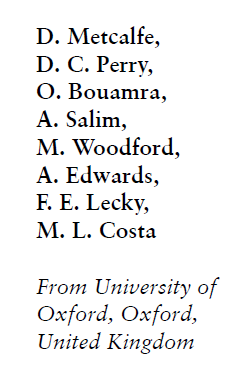 D. Metcalfe,
D. C. Perry,
O. Bouamra,
A. Salim,
M. Woodford,
A. Edwards,
F. E. Lecky,
M. L. Costa
From University of
Oxford, Oxford,
United Kingdom